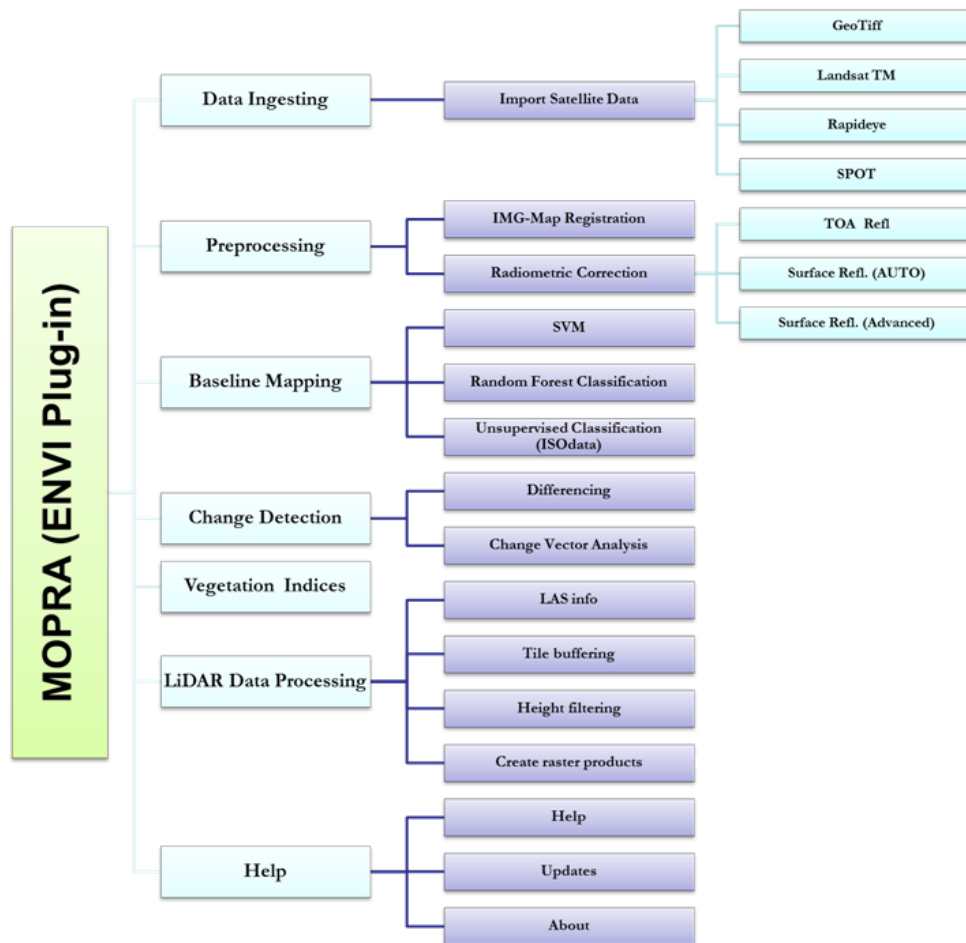 MOPRA (ENVI Plug-in)
Data Ingesting
Import Satellite Data
GeoTiff
Landsat TM
Rapideye
SPOT
Preprocessing
IMG-Map Registration
Radiometric Correction
TOA Refl
Surface Refl. (AUTO)
Surface Refl. (Advanced)
Baseline Mapping
SVM
Random Forest Classification
Unsupervised Classification
(ISOdata)
Change Detection
Differencing
Change Vector Analysis
Vegetation Indices
LiDAR Data Processing
LAS info
Tile buffering
Height filtering
Create raster products
Help
Help
Updates
About